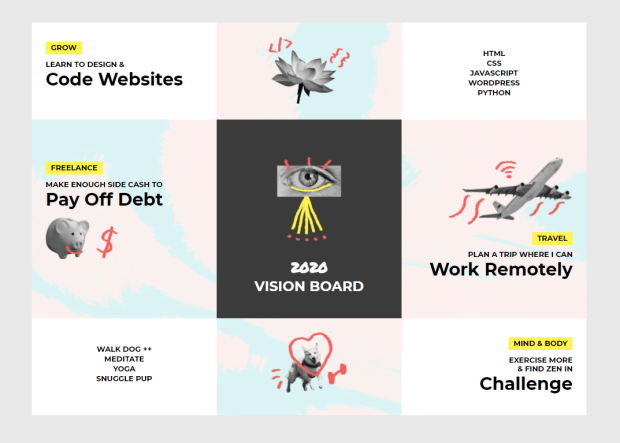 GROW
LEARN TO DESIGN &
Code Websites
</>
{}
HTML
CSS
JAVASCRIPT
WORDPRESS
PYTHON
FREELANCE
MAKE ENOUGH SIDE CASH TO
Pay Off Debt
$
2020
VISION BOARD
TRAVEL
PLAN A TRIP WHERE I CAN
Work Remotely
WALK DOG ++
MEDITATE
YOGA
SNUGGLE PUP
MIND & BODY
EXERCISE MORE
& FIND ZEN IN
Challenge